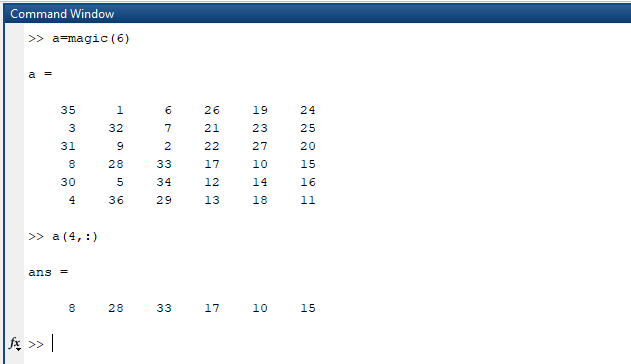 Command Window
>> a=magic(6)
a =
35 1 6 26 19 24
3 32 7 21 23 25
31 9 2 22 27 20
8 28 33 17 10 15
30 5 34 12 14 16
4 36 29 13 18 11
>> a(4,:)
ans =
8 28 33 17 10 15
fx >>